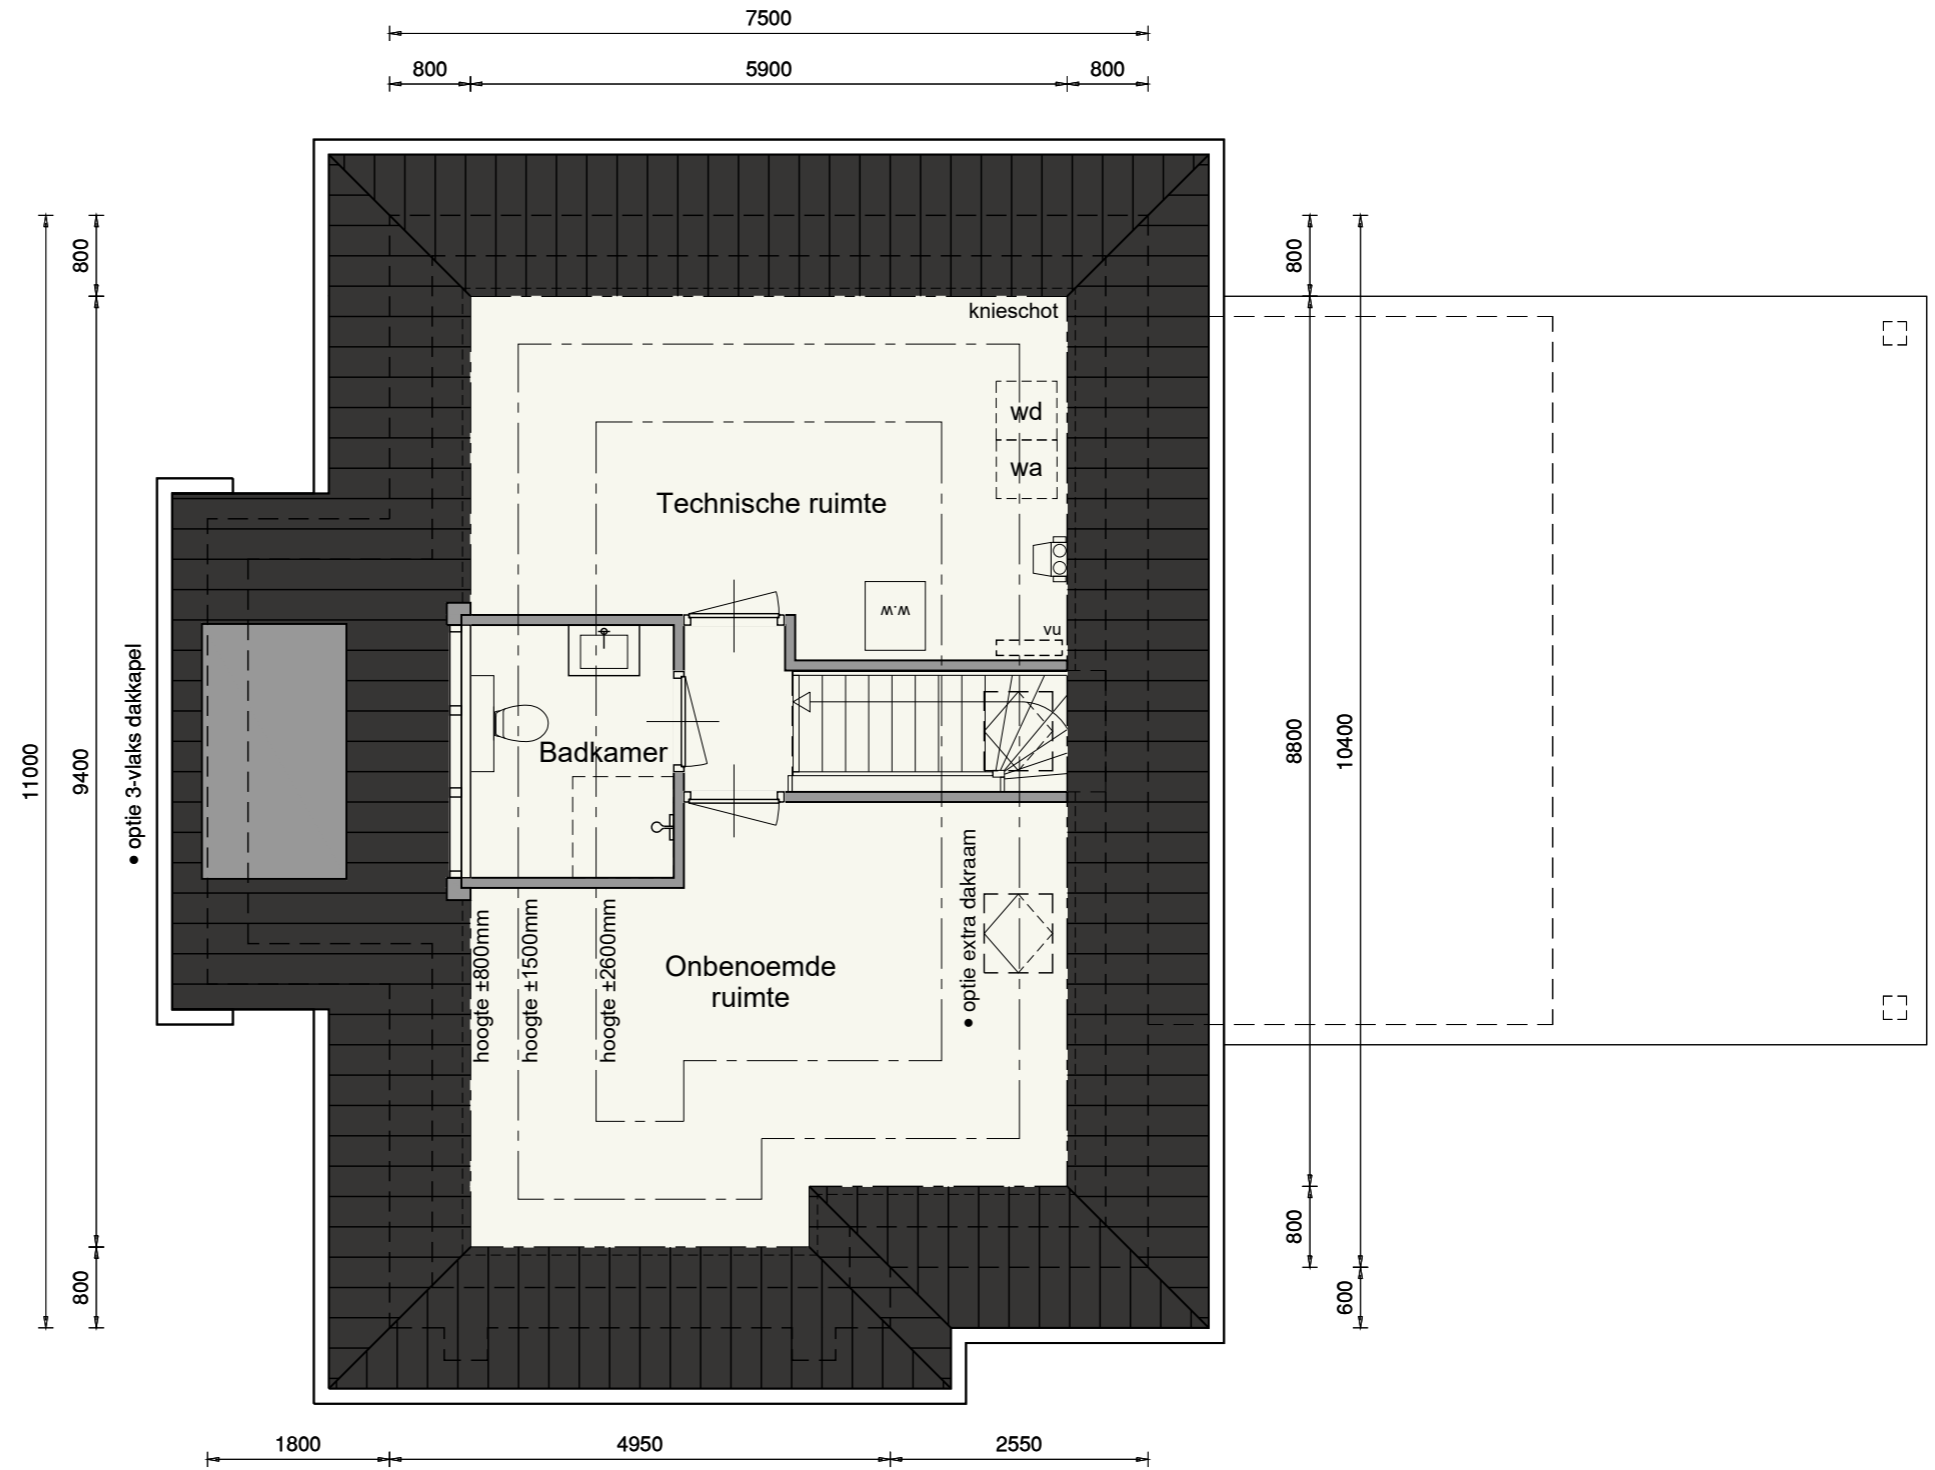 7500
800
5900
800
800
800
knieschot
wd
wa
Technische ruimte
w.w
vu
11000
9400
• optie 3-vlaks dakkapel
Badkamer
8800
10400
hoogte ±800mm
hoogte ±1500mm
hoogte ±2600mm
Onbenoemde
ruimte
• optie extra dakraam
800
800
600
1800
4950
2550